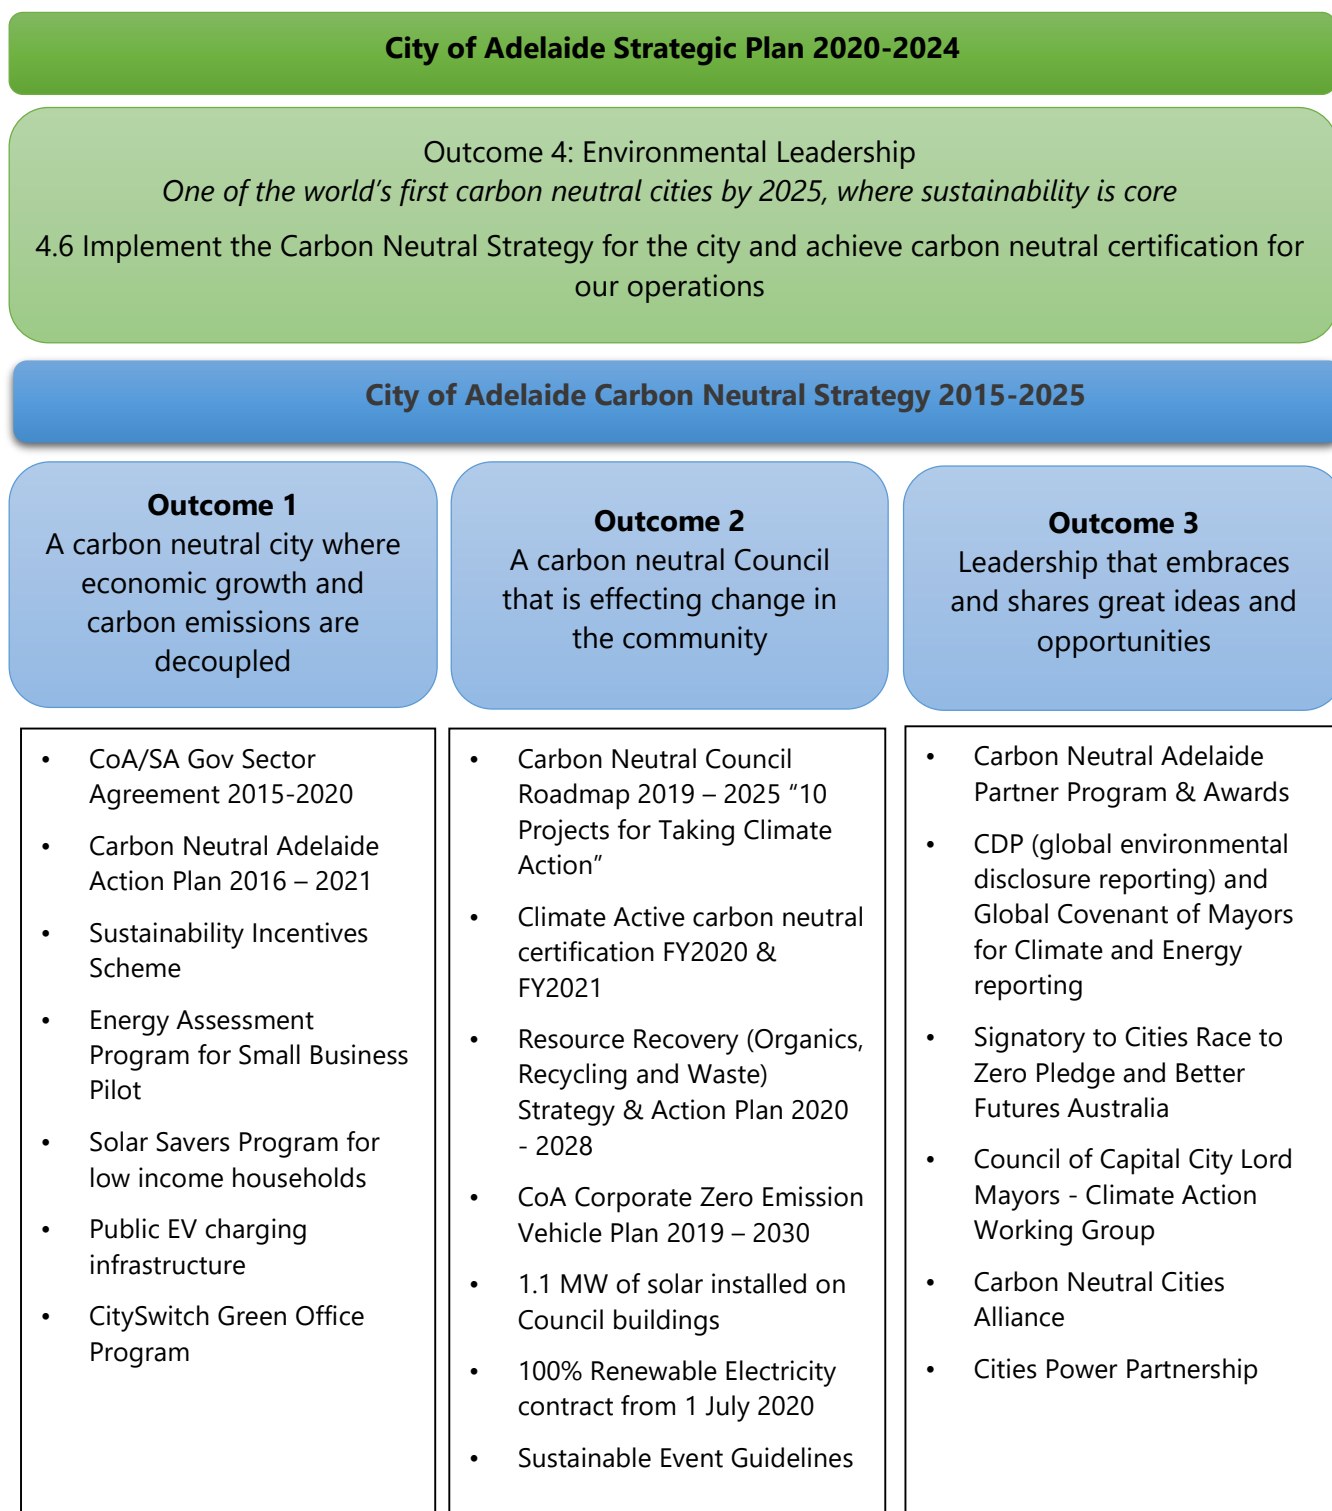 City of Adelaide Strategic Plan 2020-2024
Outcome 4: Environmental Leadership
One of the world's first carbon neutral cities by 2025, where sustainability is core
4.6 Implement the Carbon Neutral Strategy for the city and achieve carbon neutral certification for
our operations
City of Adelaide Carbon Neutral Strategy 2015-2025
Outcome 1
A carbon neutral city where
economic growth and
carbon emissions are
decoupled
Outcome 2
A carbon neutral Council
that is effecting change in
the community
Outcome 3
Leadership that embraces
and shares great ideas and
opportunities
• CoA/SA Gov Sector
Agreement 2015-2020
• Carbon Neutral Adelaide
Action Plan 2016 – 2021
• Sustainability Incentives
Scheme
• Energy Assessment
Program for Small Business
Pilot
• Solar Savers Program for
low income households
• Public EV charging
infrastructure
• CitySwitch Green Office
Program
• Carbon Neutral Council
Roadmap 2019 – 2025 “10
Projects for Taking Climate
Action”
• Climate Active carbon neutral
certification FY2020 &
FY2021
• Resource Recovery (Organics,
Recycling and Waste)
Strategy & Action Plan 2020
- 2028
• CoA Corporate Zero Emission
Vehicle Plan 2019 – 2030
• 1.1 MW of solar installed on
Council buildings
• 100% Renewable Electricity
contract from 1 July 2020
• Sustainable Event Guidelines
• Carbon Neutral Adelaide
Partner Program & Awards
• CDP (global environmental
disclosure reporting) and
Global Covenant of Mayors
for Climate and Energy
reporting
• Signatory to Cities Race to
Zero Pledge and Better
Futures Australia
• Council of Capital City Lord
Mayors - Climate Action
Working Group
• Carbon Neutral Cities
Alliance
• Cities Power Partnership